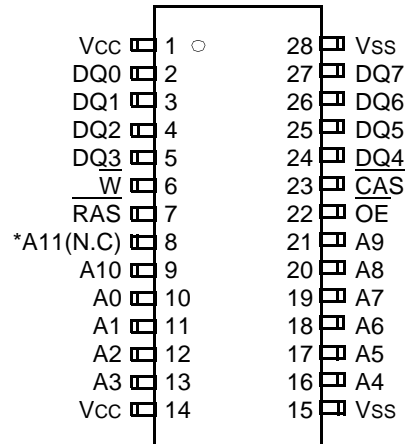 Vcc 1 28 Vss
DQ0 2 27 DQ7
DQ1 3 26 DQ6
DQ2 4 25 DQ5
DQ3 5 24 DQ4
W 6 23 CAS
RAS 7 22 OE
*A11(N.C) 8 21 A9
A10 9 20 A8
A0 10 19 A7
A1 11 18 A6
A2 12 17 A5
A3 13 16 A4
Vcc 14 15 Vss